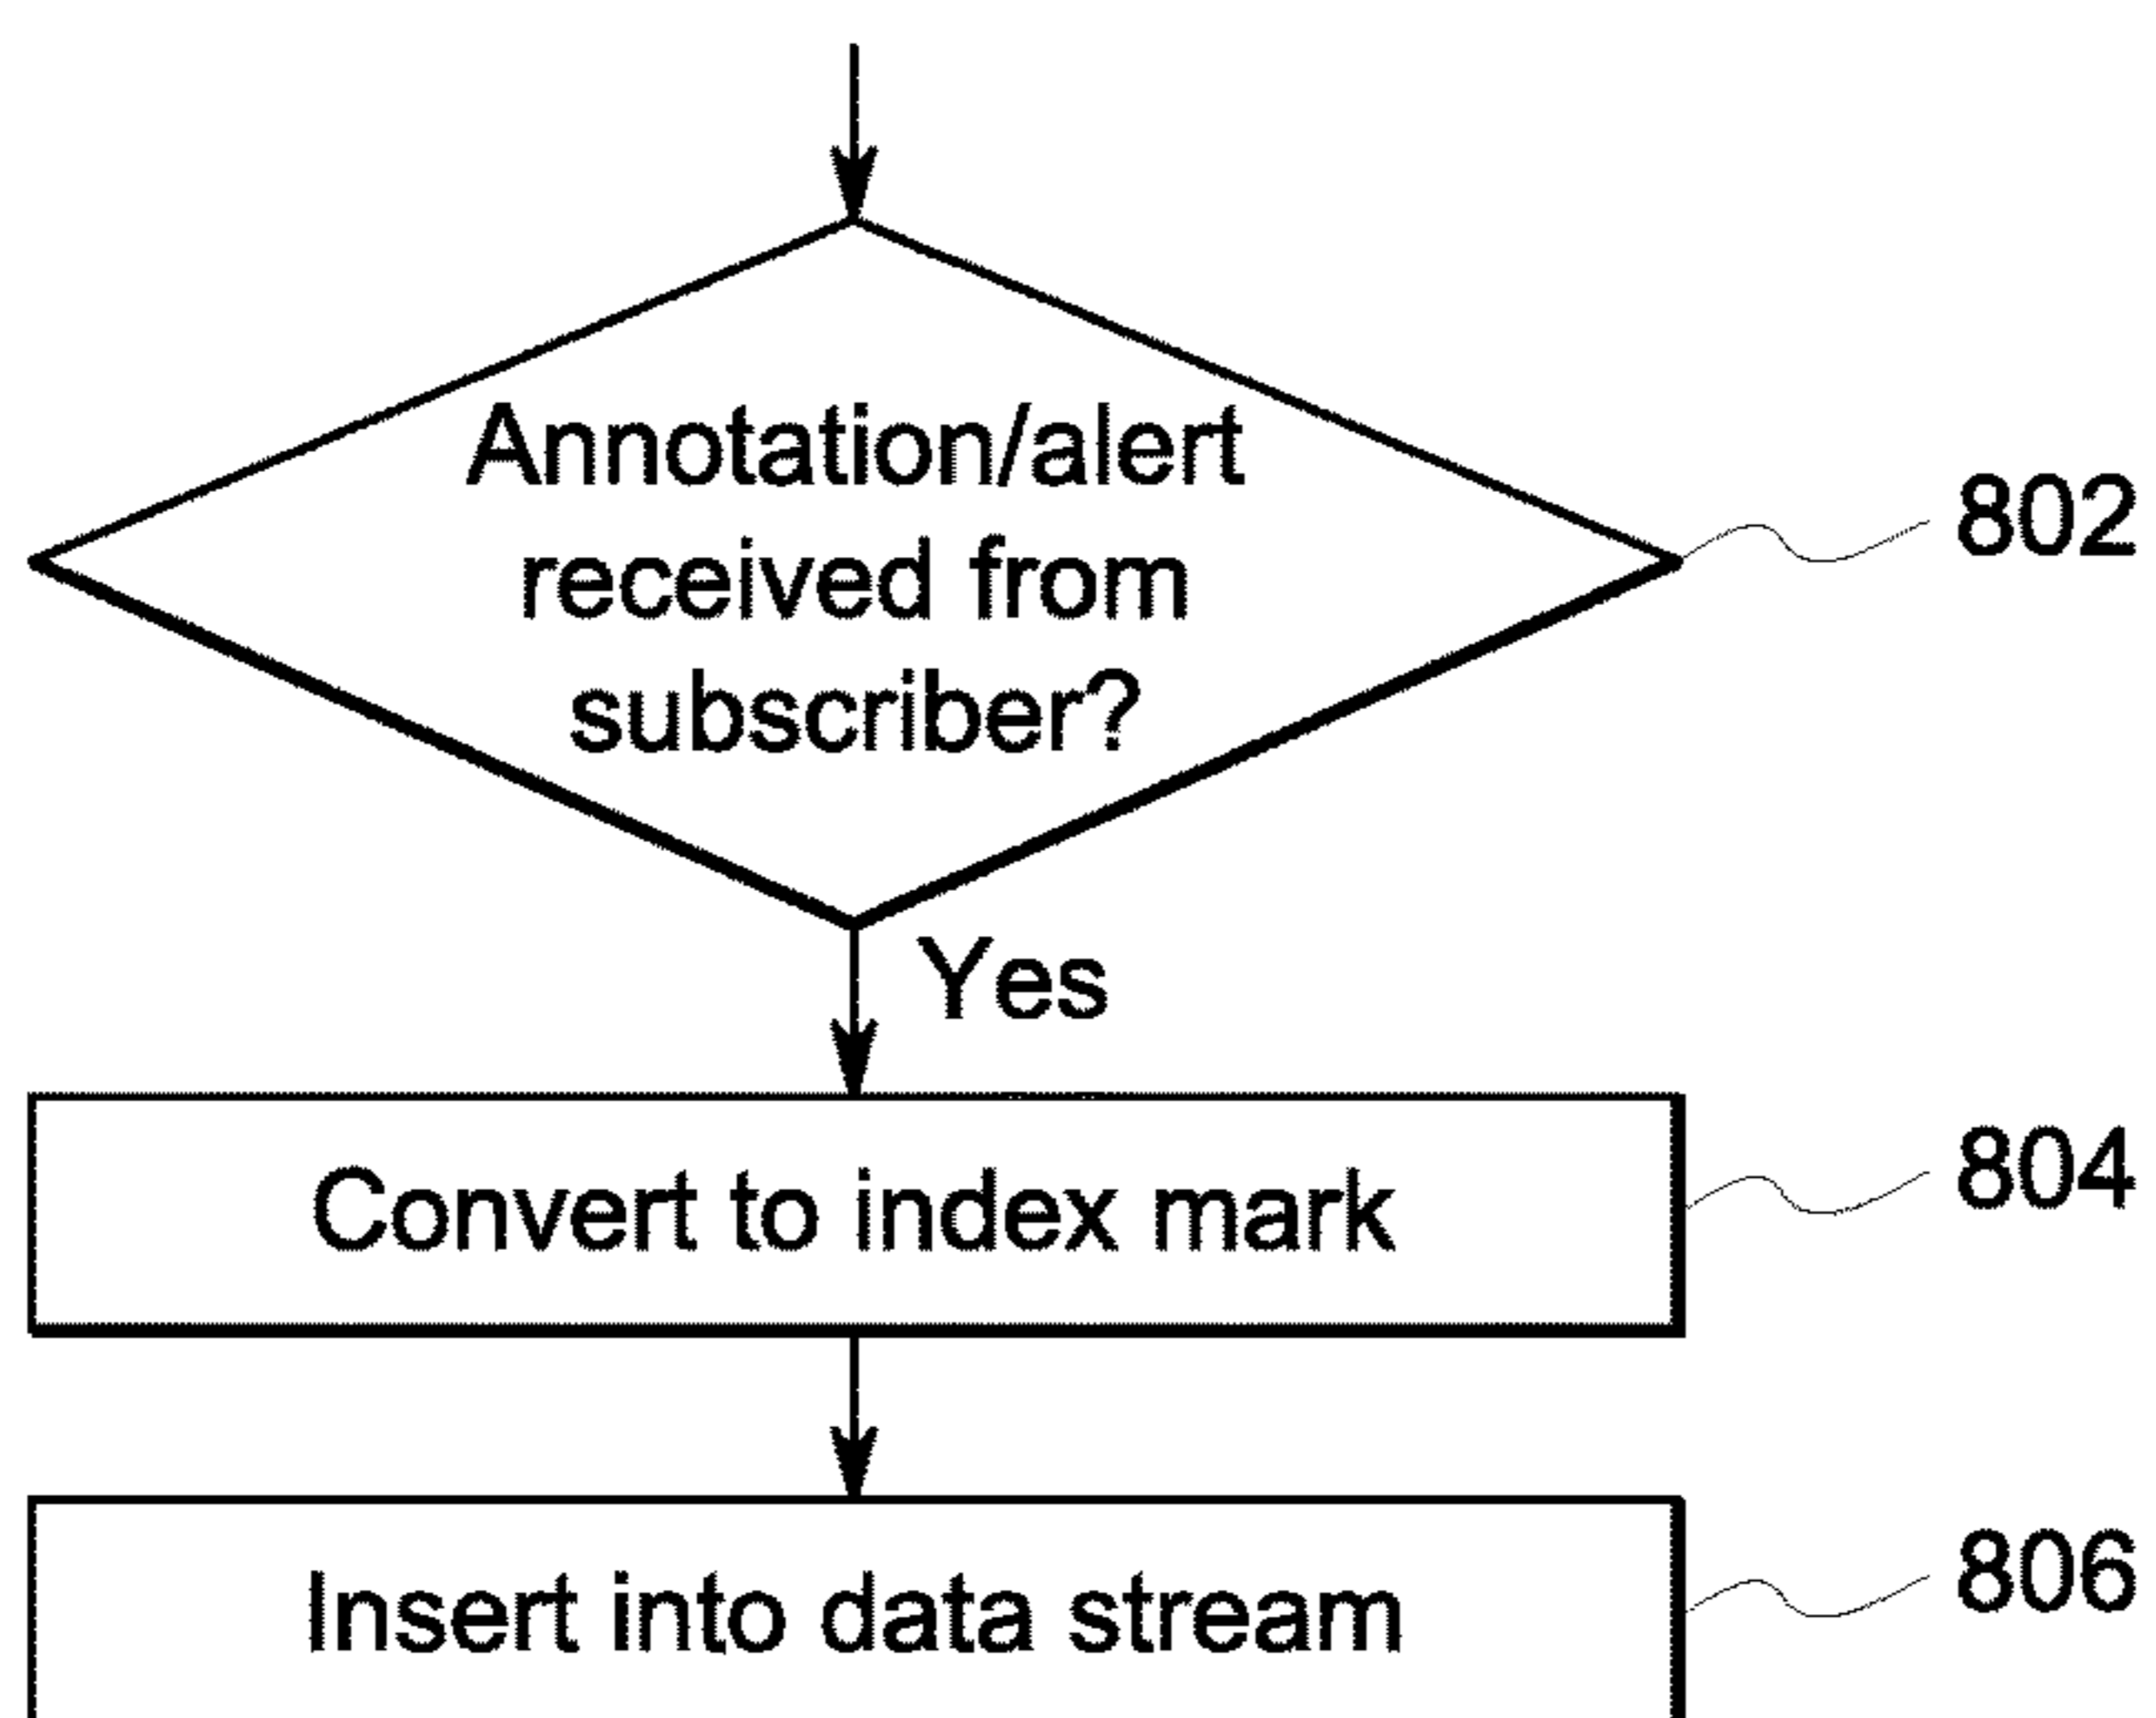 Annotation/alert
received from
subscriber?
802
Yes
Convert to index mark
804
Insert into data stream
806